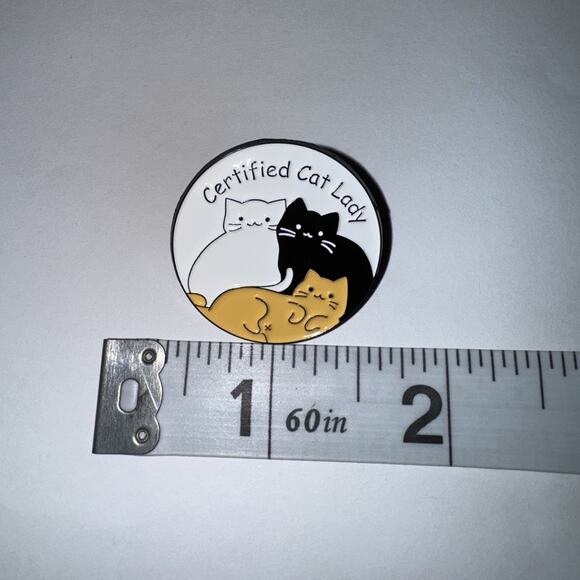 Certified Cat Lady
1 60in 2